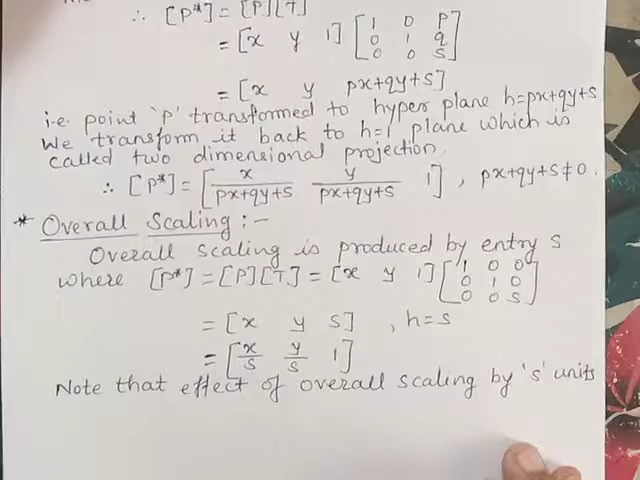 ∴ [P*] = [P][T]
= [x y 1] [1 0 p
0 1 q
0 0 s]
= [x y px+qy+s]
i.e. point 'p' transformed to hyper plane h=px+qy+s
We transform it back to h=1 plane which is
called two dimensional projection.
∴ [P*] = [x/px+qy+s y/px+qy+s 1], px+qy+s≠0.
* Overall Scaling :-
Overall scaling is produced by entry s
where [P*] = [P][T] = [x y 1] [1 0 0
0 1 0
0 0 s]
= [x y s] , h=s
= [x/s y/s 1]
Note that effect of overall scaling by 's' units